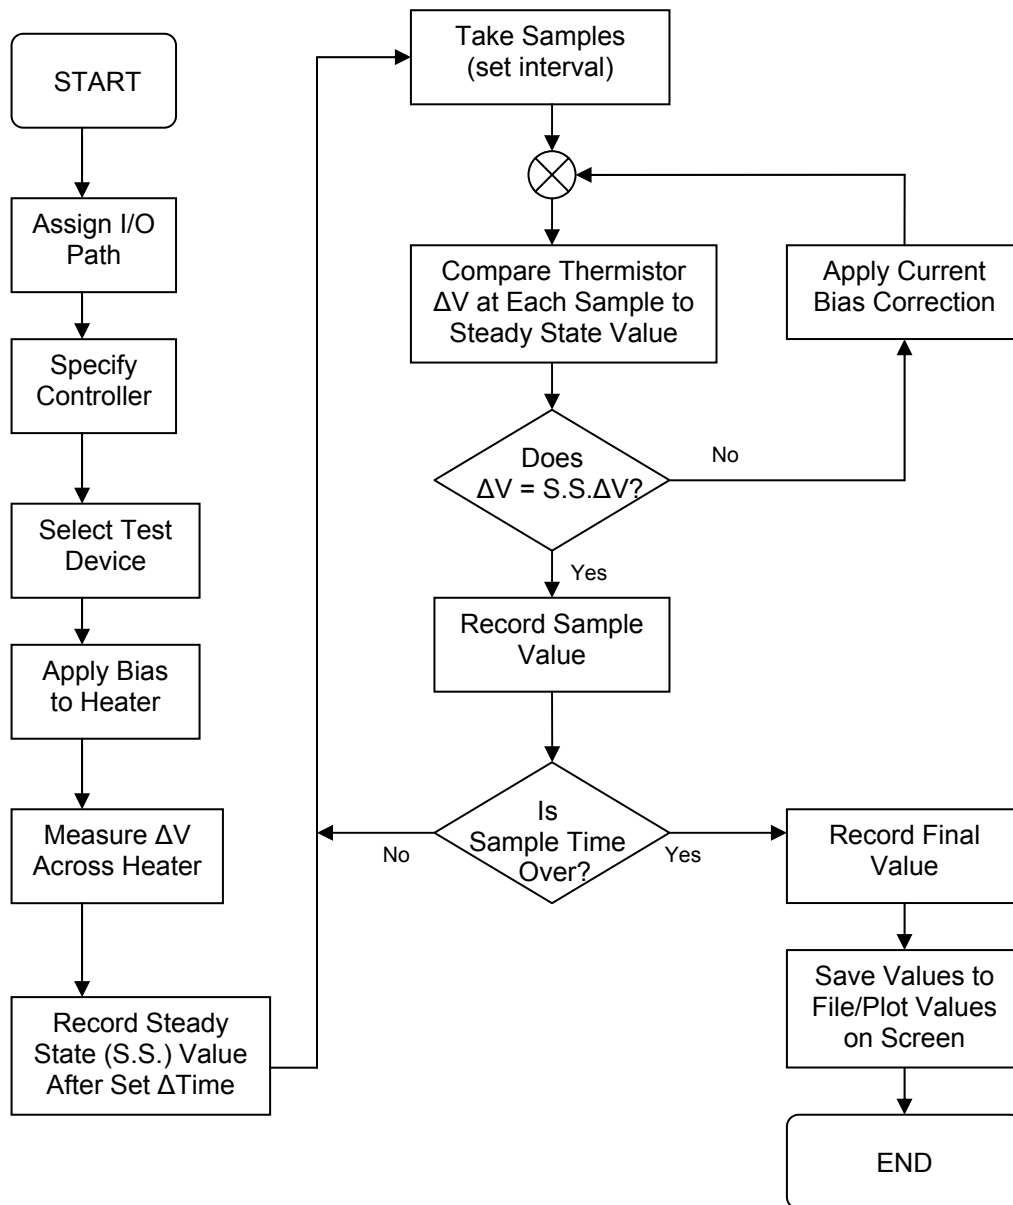 START
Assign I/O
Path
Specify
Controller
Select Test
Device
Apply Bias
to Heater
Measure ΔV
Across Heater
Record Steady
State (S.S.) Value
After Set ΔTime
Take Samples
(set interval)
Compare Thermistor
ΔV at Each Sample to
Steady State Value
Apply Current
Bias Correction
Does
ΔV = S.S.ΔV?
No
Yes
Record Sample
Value
Is
Sample Time
Over?
No
Yes
Record Final
Value
Save Values to
File/Plot Values
on Screen
END